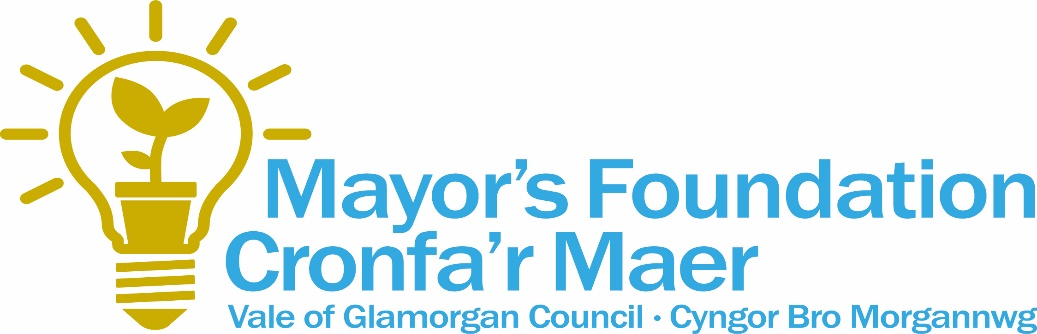 Mayor's Foundation
Cronfa'r Maer
Vale of Glamorgan Council • Cyngor Bro Morgannwg